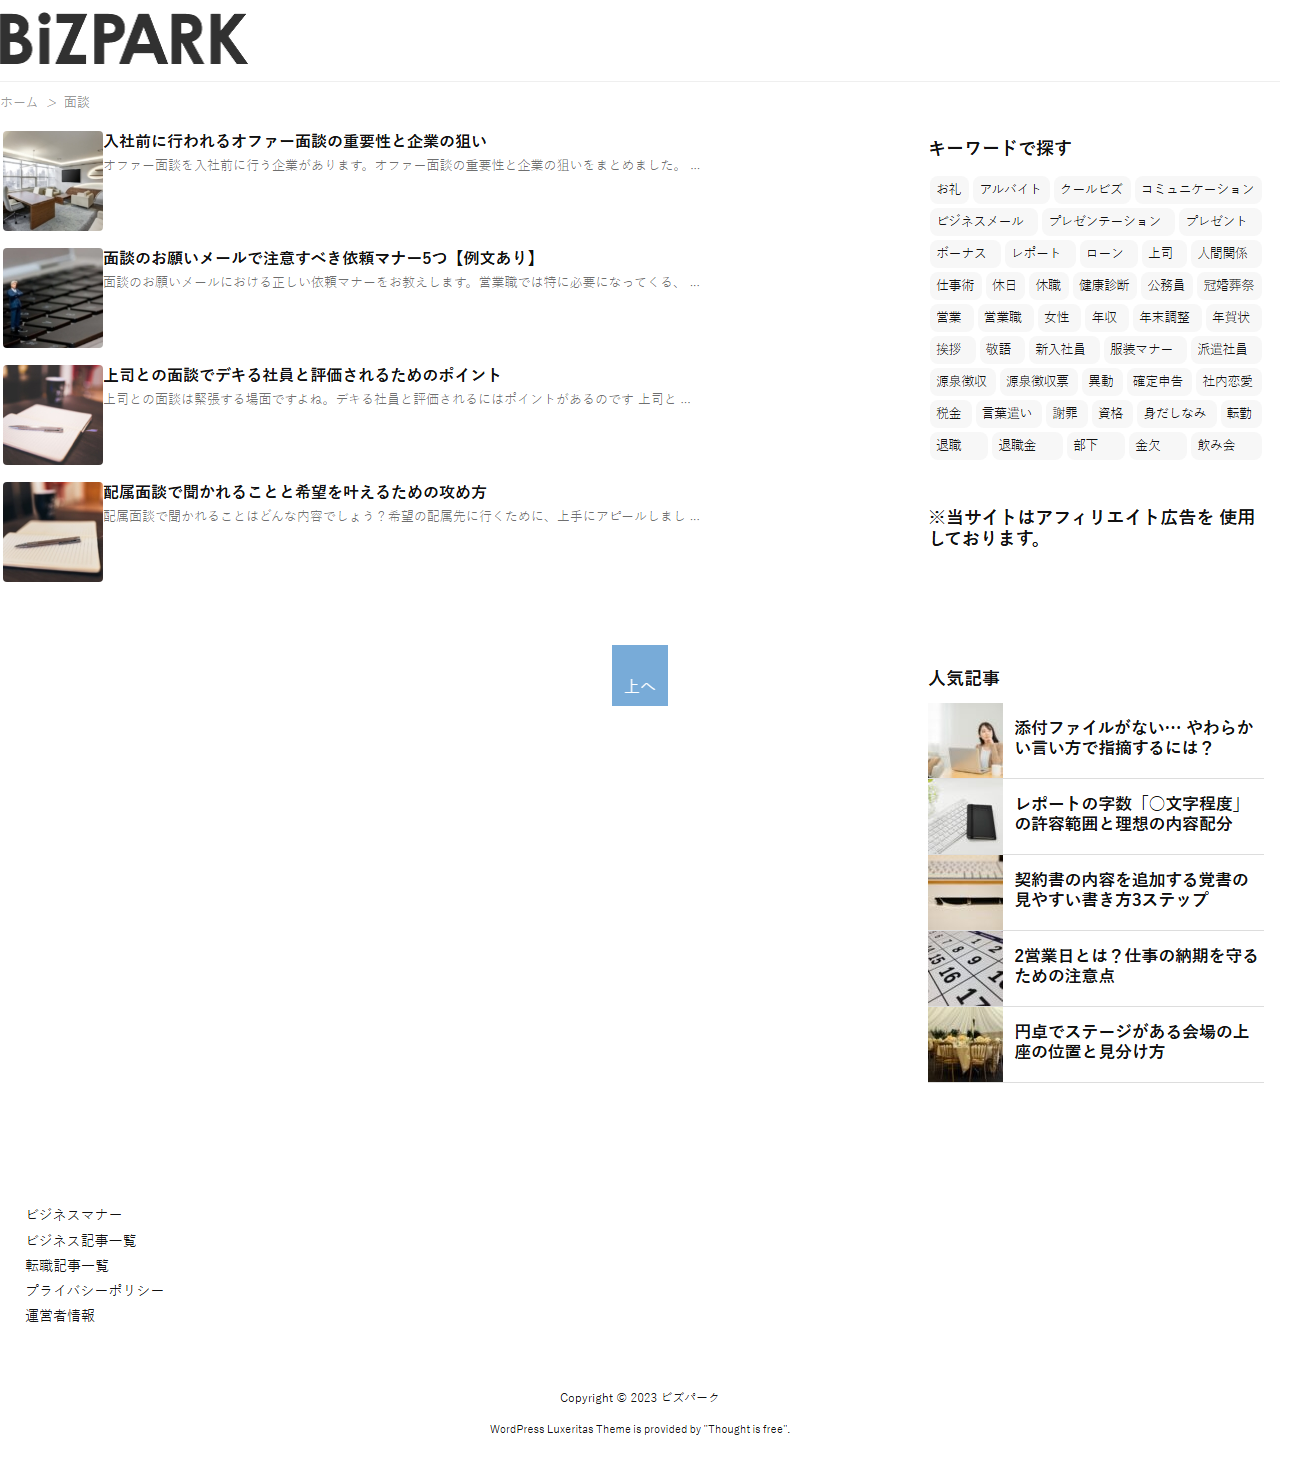 BiZPARK
ホーム ＞ 面談
入社前に行われるオファー面談の重要性と企業の狙い
オファー面談を入社前に行う企業があります。オファー面談の重要性と企業の狙いをまとめました。 ...
面談のお願いメールで注意すべき依頼マナー5つ【例文あり】
面談のお願いメールにおける正しい依頼マナーをお教えします。営業職では特に必要になってくる、 ...
上司との面談でデキる社員と評価されるためのポイント
上司との面談は緊張する場面ですよね。デキる社員と評価されるにはポイントがあるのです 上司と ...
配属面談で聞かれることと希望を叶えるための攻め方
配属面談で聞かれることはどんな内容でしょう？希望の配属先に行くために、上手にアピールしまし ...
上へ
キーワードで探す
お礼 アルバイト クールビズ コミュニケーション
ビジネスメール プレゼンテーション プレゼント
ボーナス レポート ローン 上司 人間関係
仕事術 休日 休職 健康診断 公務員 冠婚葬祭
営業 営業職 女性 年収 年末調整 年賀状
挨拶 敬語 新入社員 服装マナー 派遣社員
源泉徴収 源泉徴収票 異動 確定申告 社内恋愛
税金 言葉遣い 謝罪 資格 身だしなみ 転勤
退職 退職金 部下 金欠 飲み会
※当サイトはアフィリエイト広告を 使用
しております。
人気記事
添付ファイルがない… やわらか
い言い方で指摘するには？
レポートの字数「〇文字程度」
の許容範囲と理想の内容配分
契約書の内容を追加する覚書の
見やすい書き方3ステップ
2営業日とは？仕事の納期を守る
ための注意点
円卓でステージがある会場の上
座の位置と見分け方
ビジネスマナー
ビジネス記事一覧
転職記事一覧
プライバシーポリシー
運営者情報
Copyright © 2023 ビズパーク
WordPress Luxeritas Theme is provided by "Thought is free".